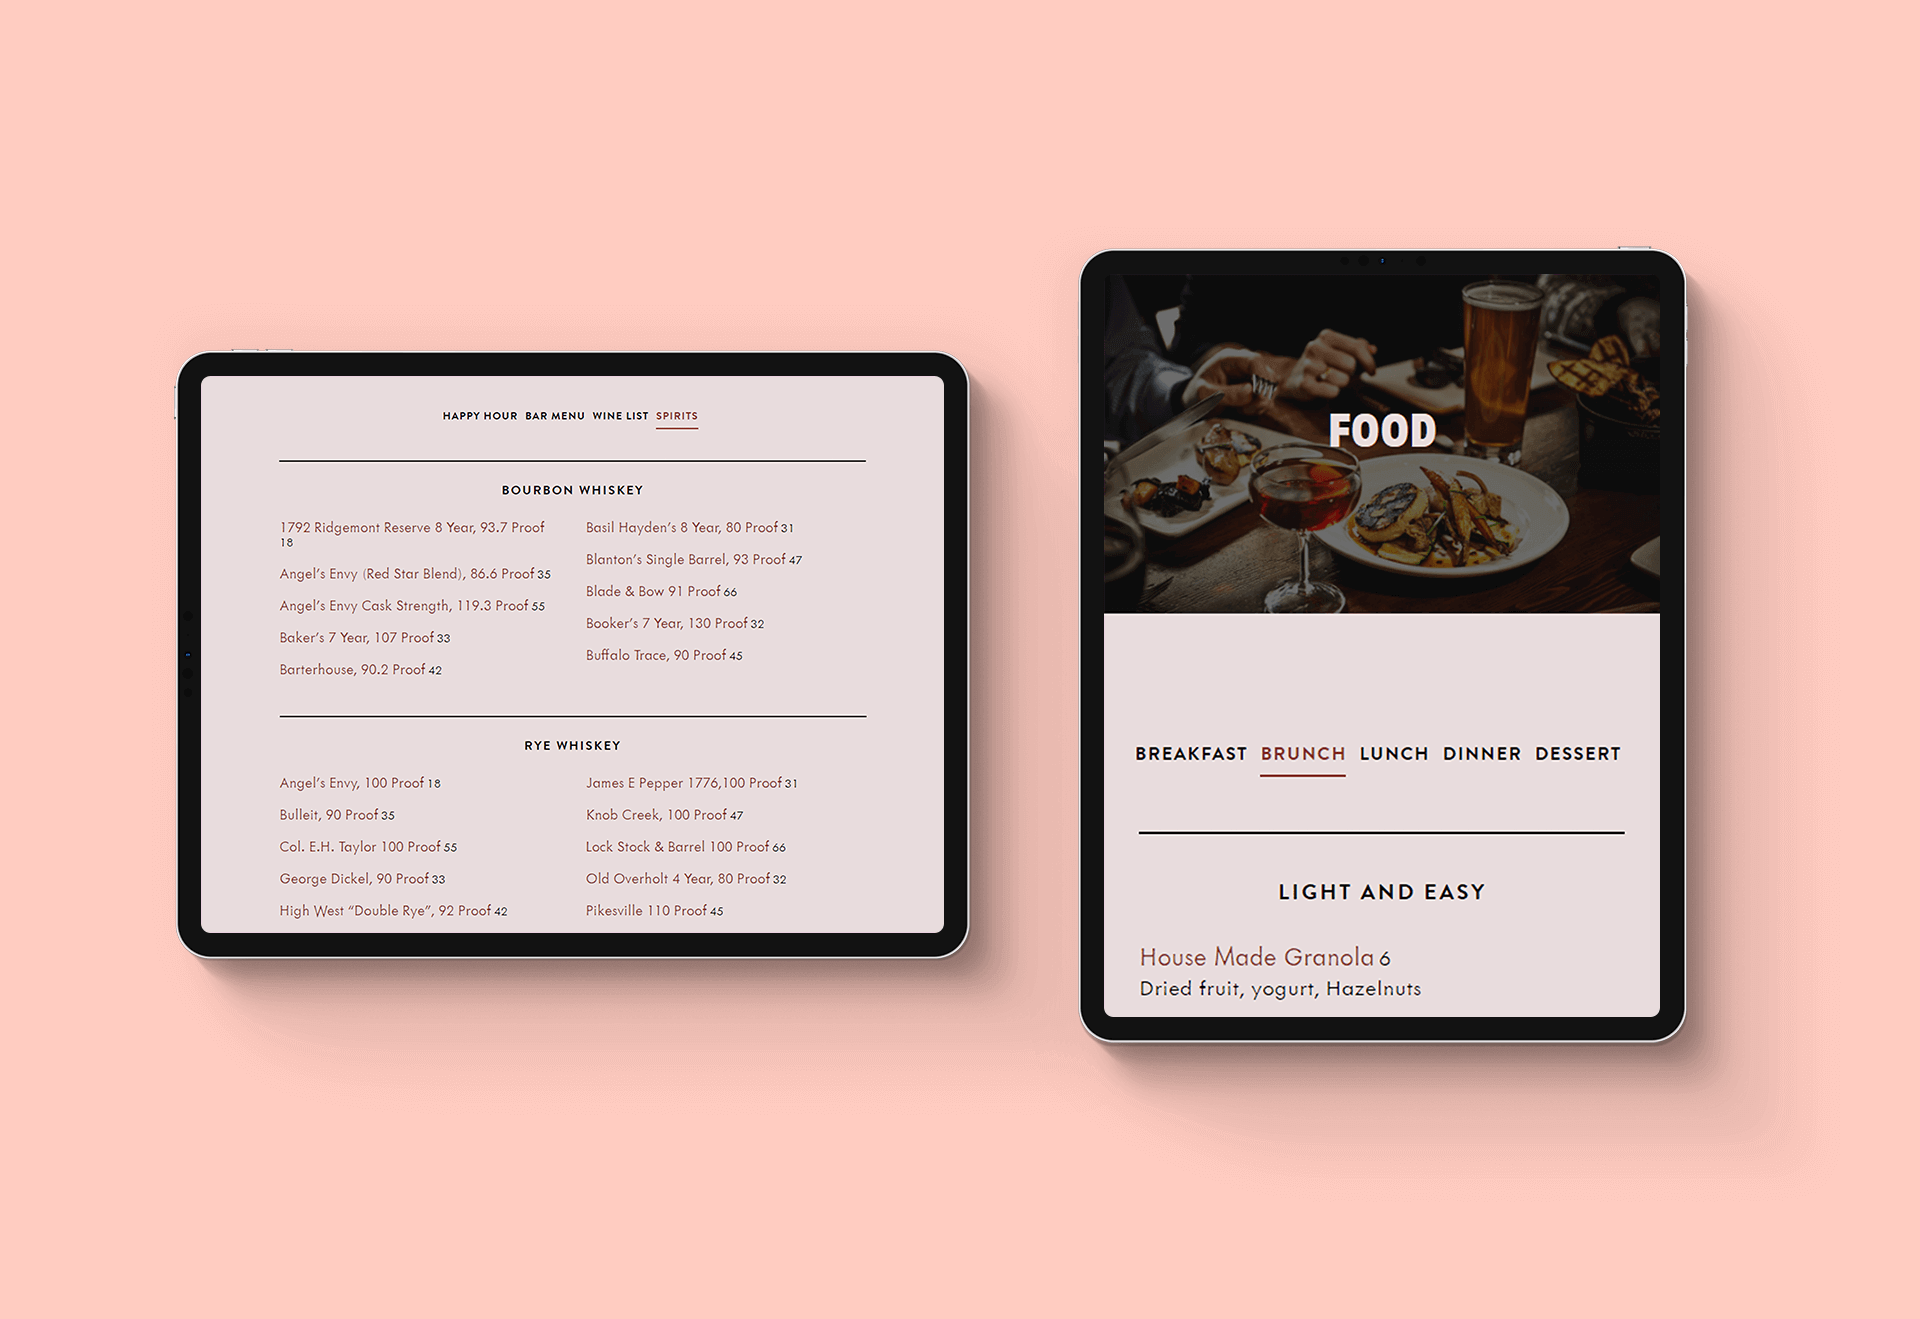 HAPPY HOUR BAR MENU WINE LIST SPIRITS
BOURBON WHISKEY
1792 Ridgemont Reserve 8 Year, 93.7 Proof
18
Angel's Envy (Red Star Blend), 86.6 Proof 35
Angel's Envy Cask Strength, 119.3 Proof 55
Baker's 7 Year, 107 Proof 33
Barterhouse, 90.2 Proof 42
Basil Hayden's 8 Year, 80 Proof 31
Blanton's Single Barrel, 93 Proof 47
Blade & Bow 91 Proof 66
Booker's 7 Year, 130 Proof 32
Buffalo Trace, 90 Proof 45
RYE WHISKEY
Angel's Envy, 100 Proof 18
Bulleit, 90 Proof 35
Col. E.H. Taylor 100 Proof 55
George Dickel, 90 Proof 33
High West “Double Rye”, 92 Proof 42
James E Pepper 1776,100 Proof 31
Knob Creek, 100 Proof 47
Lock Stock & Barrel 100 Proof 66
Old Overholt 4 Year, 80 Proof 32
Pikesville 110 Proof 45
FOOD
BREAKFAST BRUNCH LUNCH DINNER DESSERT
LIGHT AND EASY
House Made Granola 6
Dried fruit, yogurt, Hazelnuts